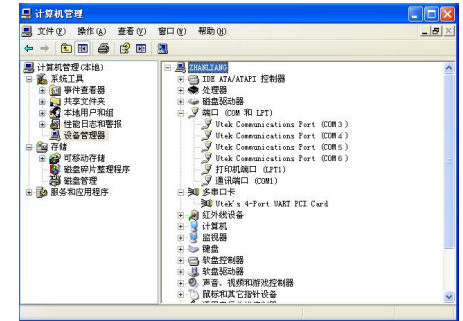 计算机管理
文件(F) 操作(A) 查看(V) 窗口(W) 帮助(H)
计算机管理(本地)
系统工具
事件查看器
共享文件夹
本地用户和组
性能日志和警报
设备管理器
存储
可移动存储
磁盘碎片整理程序
磁盘管理
服务和应用程序
ZHANLIANG
IDE ATA/ATAPI 控制器
处理器
磁盘驱动器
端口 (COM 和 LPT)
Utek Communications Port (COM3)
Utek Communications Port (COM4)
Utek Communications Port (COM5)
Utek Communications Port (COM6)
打印机端口 (LPT1)
通讯端口 (COM1)
多串口卡
Utek's 4-Port UART PCI Card
红外线设备
计算机
监视器
键盘
软盘控制器
软盘驱动器
声音、视频和游戏控制器
鼠标和其它指针设备